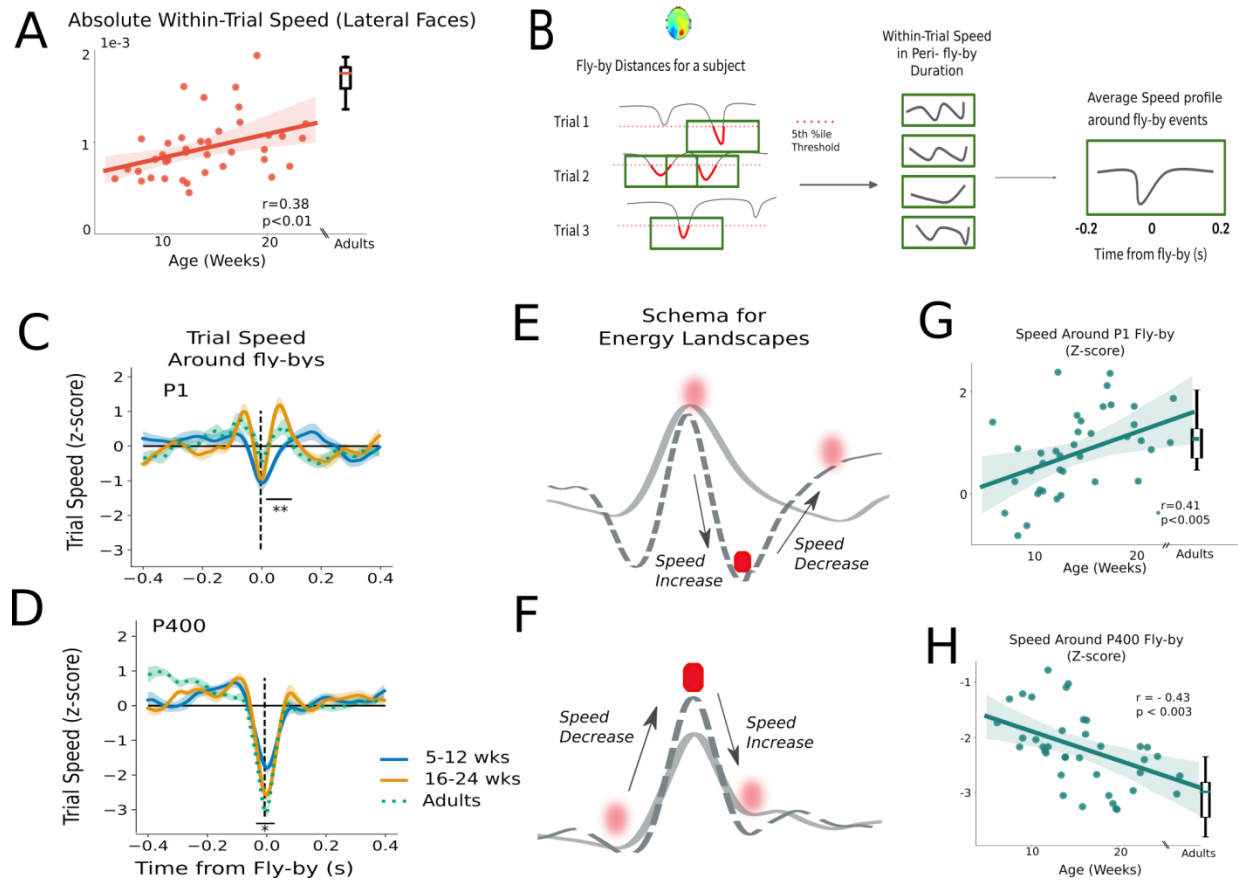 A
Absolute Within-Trial Speed (Lateral Faces)
1e-3
2
1
0
r=0.38
p<0.01
10
20
Adults
Age (Weeks)
B
Fly-by Distances for a subject
Trial 1
Trial 2
Trial 3
5th %ile
Threshold
Within-Trial Speed
in Peri- fly-by
Duration
Average Speed profile
around fly-by events
-0.2
0
0.2
Time from fly-by (s)
C
Trial Speed
Around fly-bys
P1
Trial Speed (z-score)
2
1
0
−1
−2
−3
**
−0.4
−0.2
0.0
0.2
0.4
D
P400
Trial Speed (z-score)
2
1
0
−1
−2
−3
*
5-12 wks
16-24 wks
Adults
−0.4
−0.2
0.0
0.2
0.4
Time from Fly-by (s)
E
Schema for
Energy Landscapes
Speed
Increase
Speed
Decrease
F
Speed
Decrease
Speed
Increase
G
Speed Around P1 Fly-by
(Z-score)
2
0
r=0.41
p<0.005
10
20
Adults
Age (Weeks)
H
Speed Around P400 Fly-by
(Z-score)
-1
-2
-3
r = - 0.43
p < 0.003
10
20
Adults
Age (Weeks)